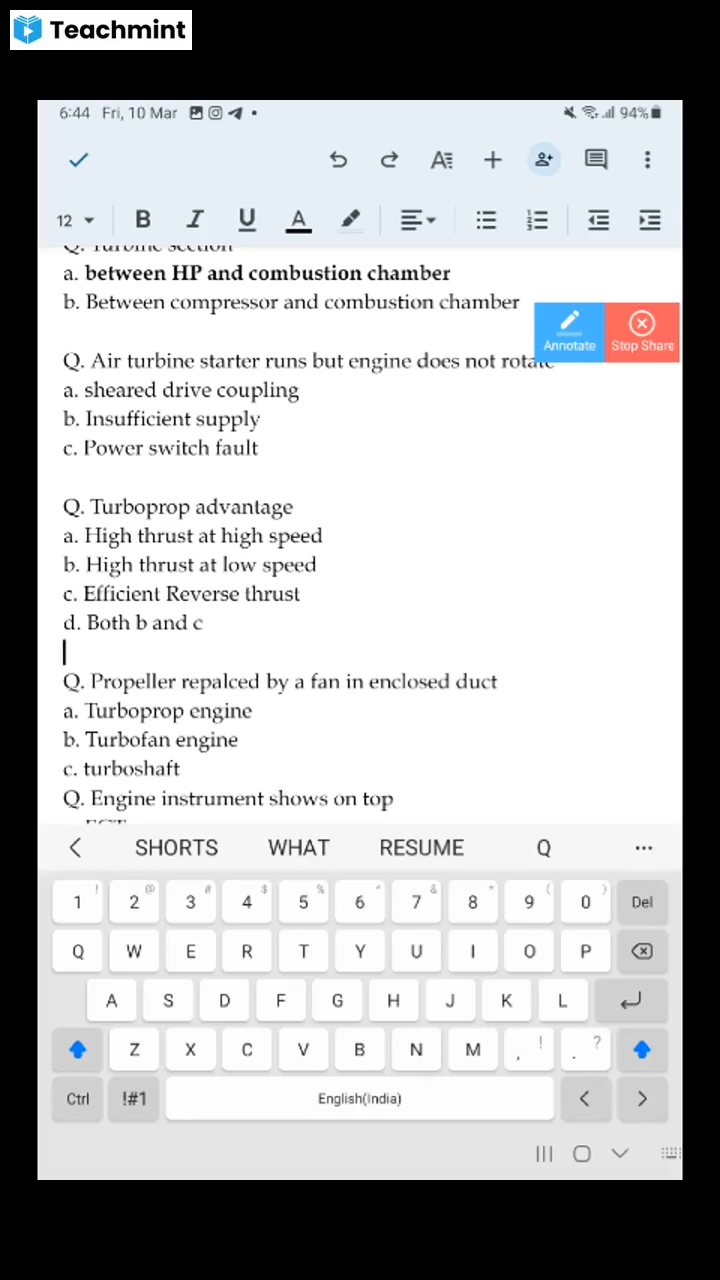 Teachmint
6:44 Fri, 10 Mar 94%
12 B I U A
Q. Turbine section
a. between HP and combustion chamber
b. Between compressor and combustion chamber
Annotate Stop Share
Q. Air turbine starter runs but engine does not rotate
a. sheared drive coupling
b. Insufficient supply
c. Power switch fault
Q. Turboprop advantage
a. High thrust at high speed
b. High thrust at low speed
c. Efficient Reverse thrust
d. Both b and c
Q. Propeller repalced by a fan in enclosed duct
a. Turboprop engine
b. Turbofan engine
c. turboshaft
Q. Engine instrument shows on top
SHORTS WHAT RESUME Q ...
1 ! 2 @ 3 # 4 $ 5 % 6 ^ 7 & 8 * 9 ( 0 ) Del
Q W E R T Y U I O P
A S D F G H J K L
Z X C V B N M , ! . ?
Ctrl !#1 English(India) < >